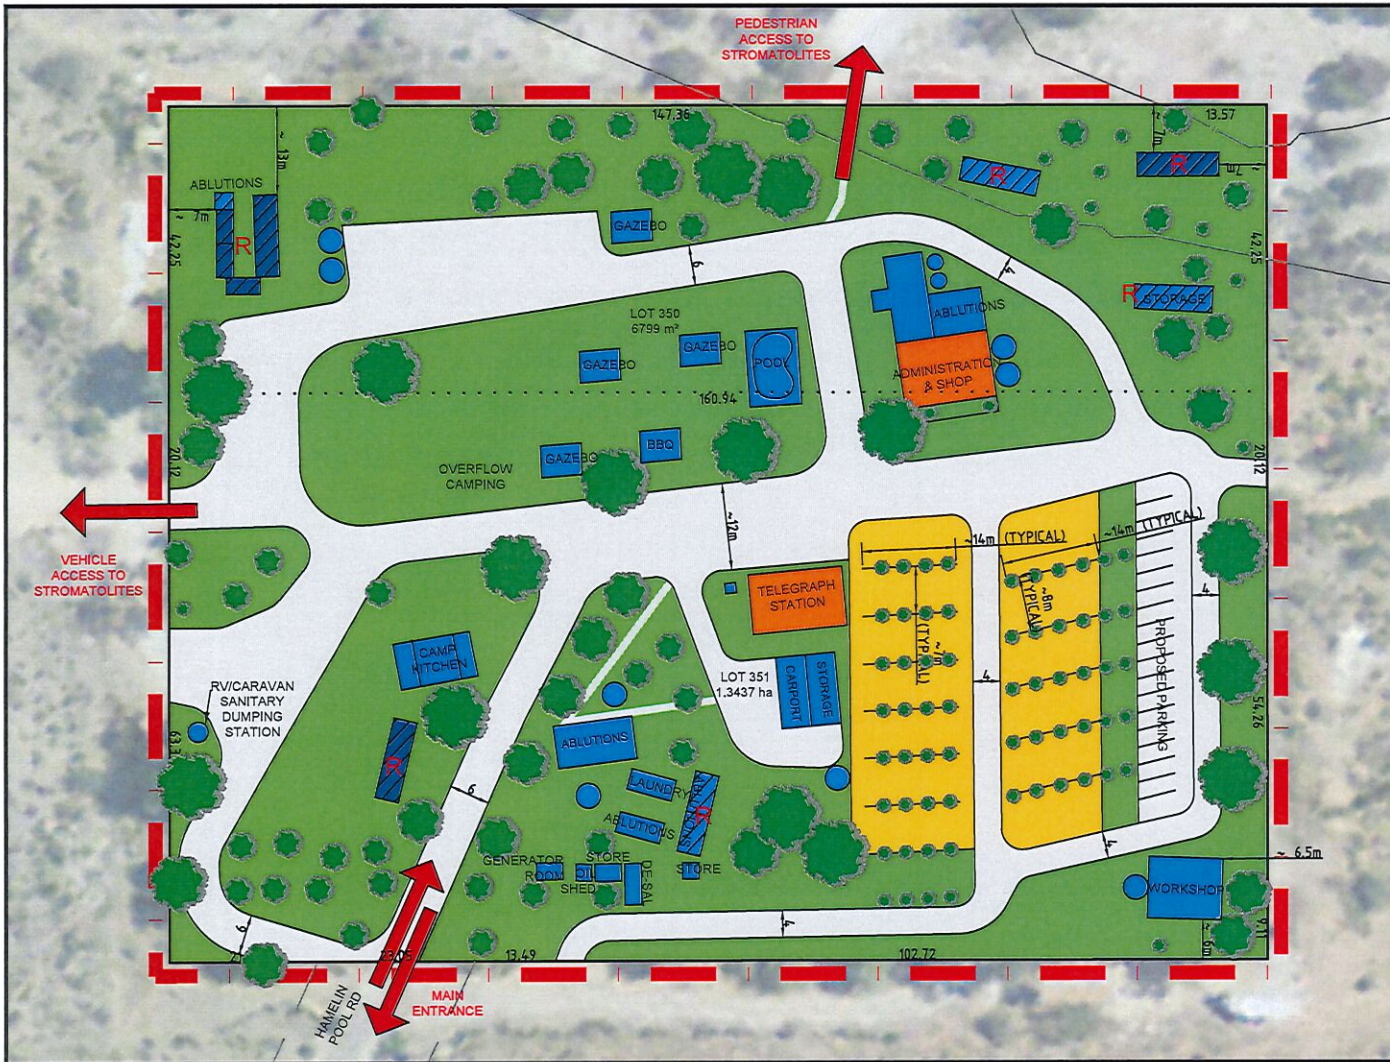 PEDESTRIAN
ACCESS TO
STROMATOLITES
147.36
13.57
~ 13m
~ 7m
7m
R
R
ABLUTIONS
~ 7m
R
42.25
42.25
GAZEBO
6
4
R
STORAGE
ABLUTIONS
LOT 350
6799 m²
GAZEBO
GAZEBO
POOL
ADMINISTRATION
& SHOP
160.94
BBQ
GAZEBO
OVERFLOW
CAMPING
20.12
20.12
~12m
~14m (TYPICAL)
~14m (TYPICAL)
VEHICLE
ACCESS TO
STROMATOLITES
TELEGRAPH
STATION
~8m
(TYPICAL)
(TYPICAL)
4
4
PROPOSED PARKING
CAMP
KITCHEN
LOT 351
1.3437 ha
CARPORT
STORAGE
RV/CARAVAN
SANITARY
DUMPING
STATION
54.26
ABLUTIONS
R
6
LAUNDRY
ABLUTIONS
R
ABLUTIONS
GENERATOR
ROOM
OIL
SHED
STORE
DE-SAL
STORE
4
~ 6.5m
WORKSHOP
6
4
9.11
~ 6m
23.05
13.49
102.72
HAMELIN
POOL RD
MAIN
ENTRANCE